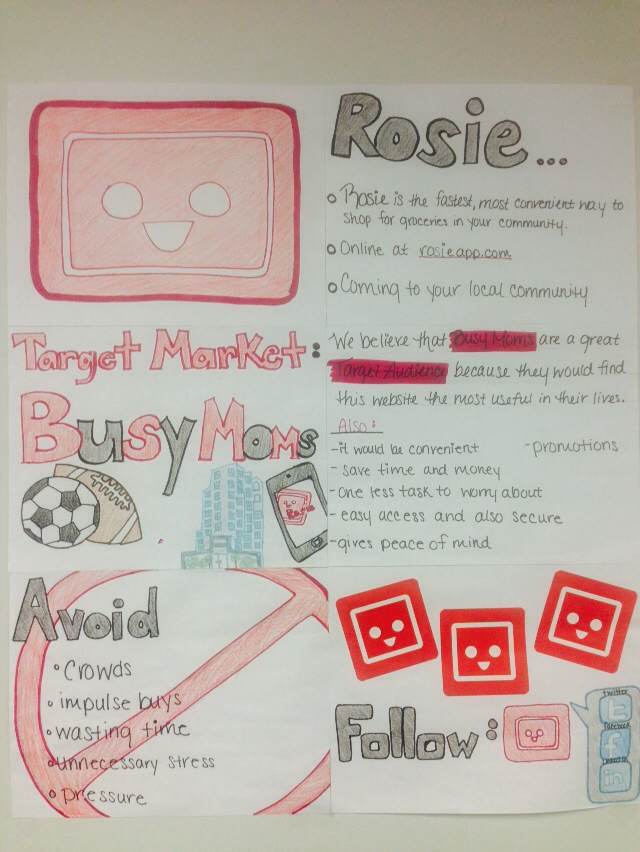 Rosie...
Rosie is the fastest, most convenient way to
shop for groceries in your community.
Online at rosieapp.com
Coming to your local community
Target Market:
Busy Moms
Rosie
We believe that Busy Moms are a great
Target Audience because they would find
this website the most useful in their lives.
Also:
-it would be convenient
-promotions
- save time and money
-one less task to worry about
- easy access and also secure
-gives peace of mind
Avoid
Crowds
impulse buys
wasting time
unnecessary stress
pressure
Follow:
twitter
t
facebook
f
linkedin
in